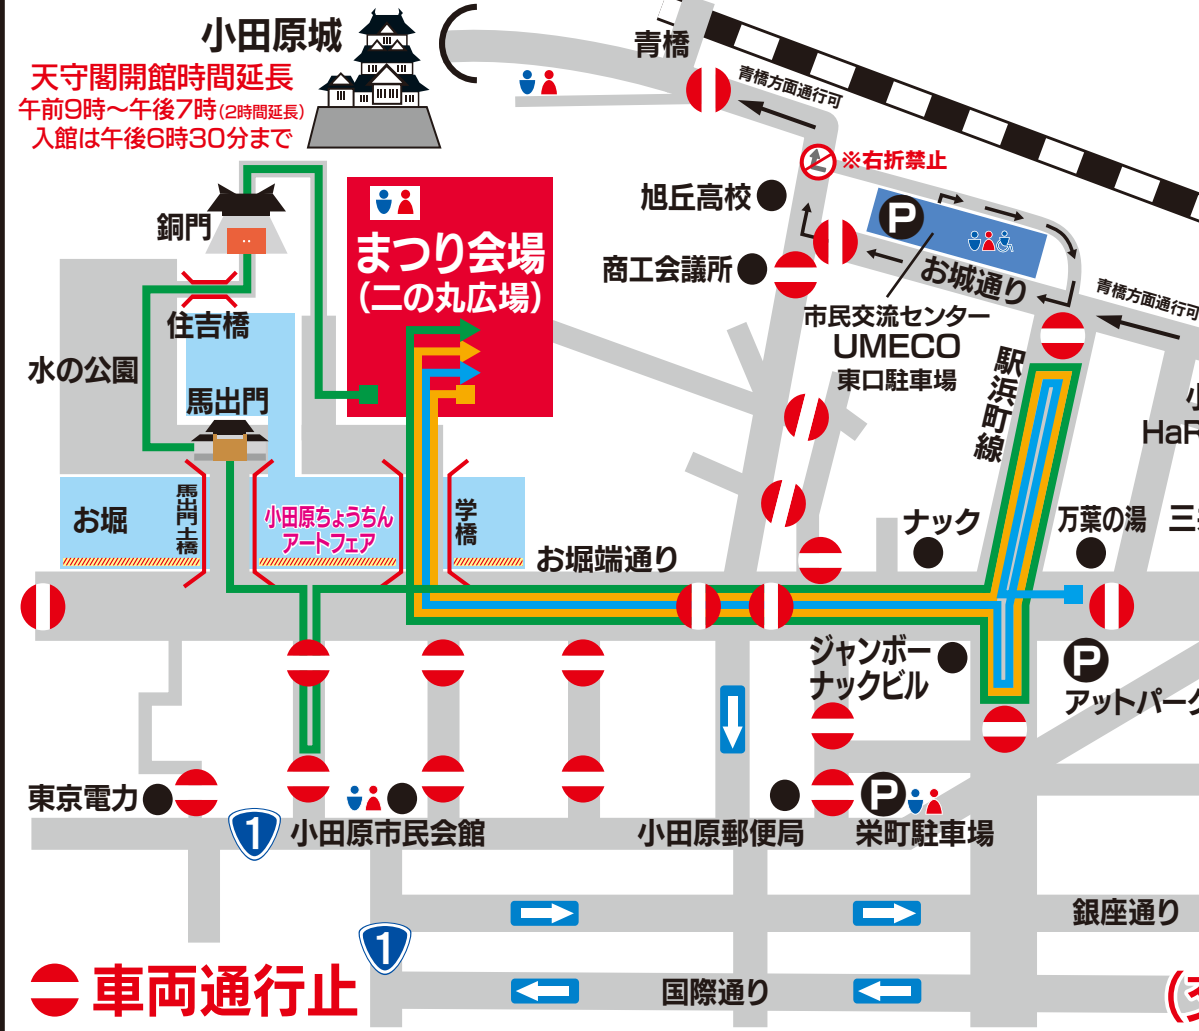 小田原城
天守閣開館時間延長
午前9時〜午後7時(2時間延長)
入館は午後6時30分まで
青橋
青橋方面通行可
※右折禁止
旭丘高校
P
銅門
まつり会場
(二の丸広場)
商工会議所
お城通り
青橋方面通行可
住吉橋
市民交流センター
UMECO
東口駐車場
水の公園
馬出門
駅浜町線
HaR
お堀
馬出門土橋
小田原ちょうちん
アートフェア
学橋
お堀端通り
ナック
万葉の湯
ジャンボー
ナックビル
P
アットパーク
東京電力
1
小田原市民会館
小田原郵便局
P
栄町駐車場
銀座通り
1
国際通り
車両通行止